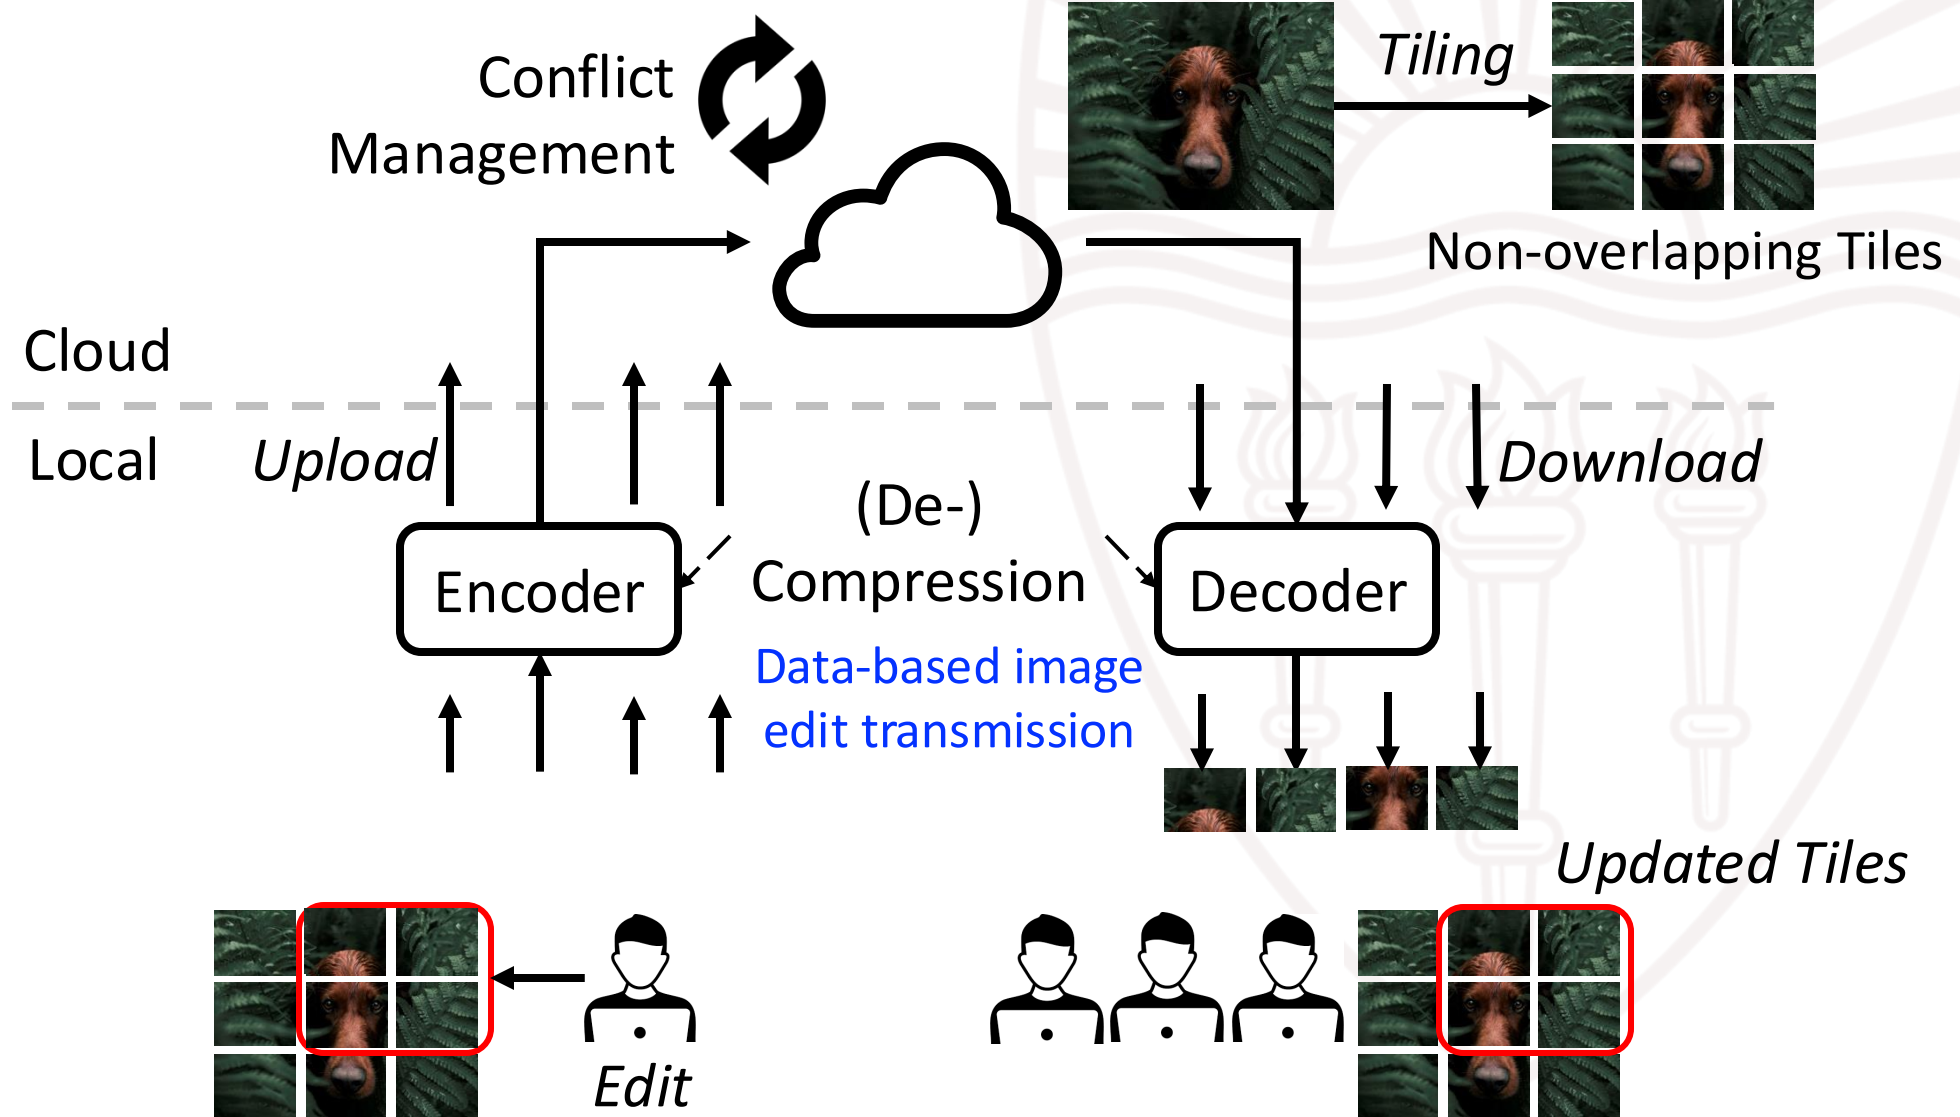 Conflict
Management
Tiling
Non-overlapping Tiles
Cloud
Local
Upload
Download
(De-)
Compression
Encoder
Decoder
Data-based image
edit transmission
Updated Tiles
Edit